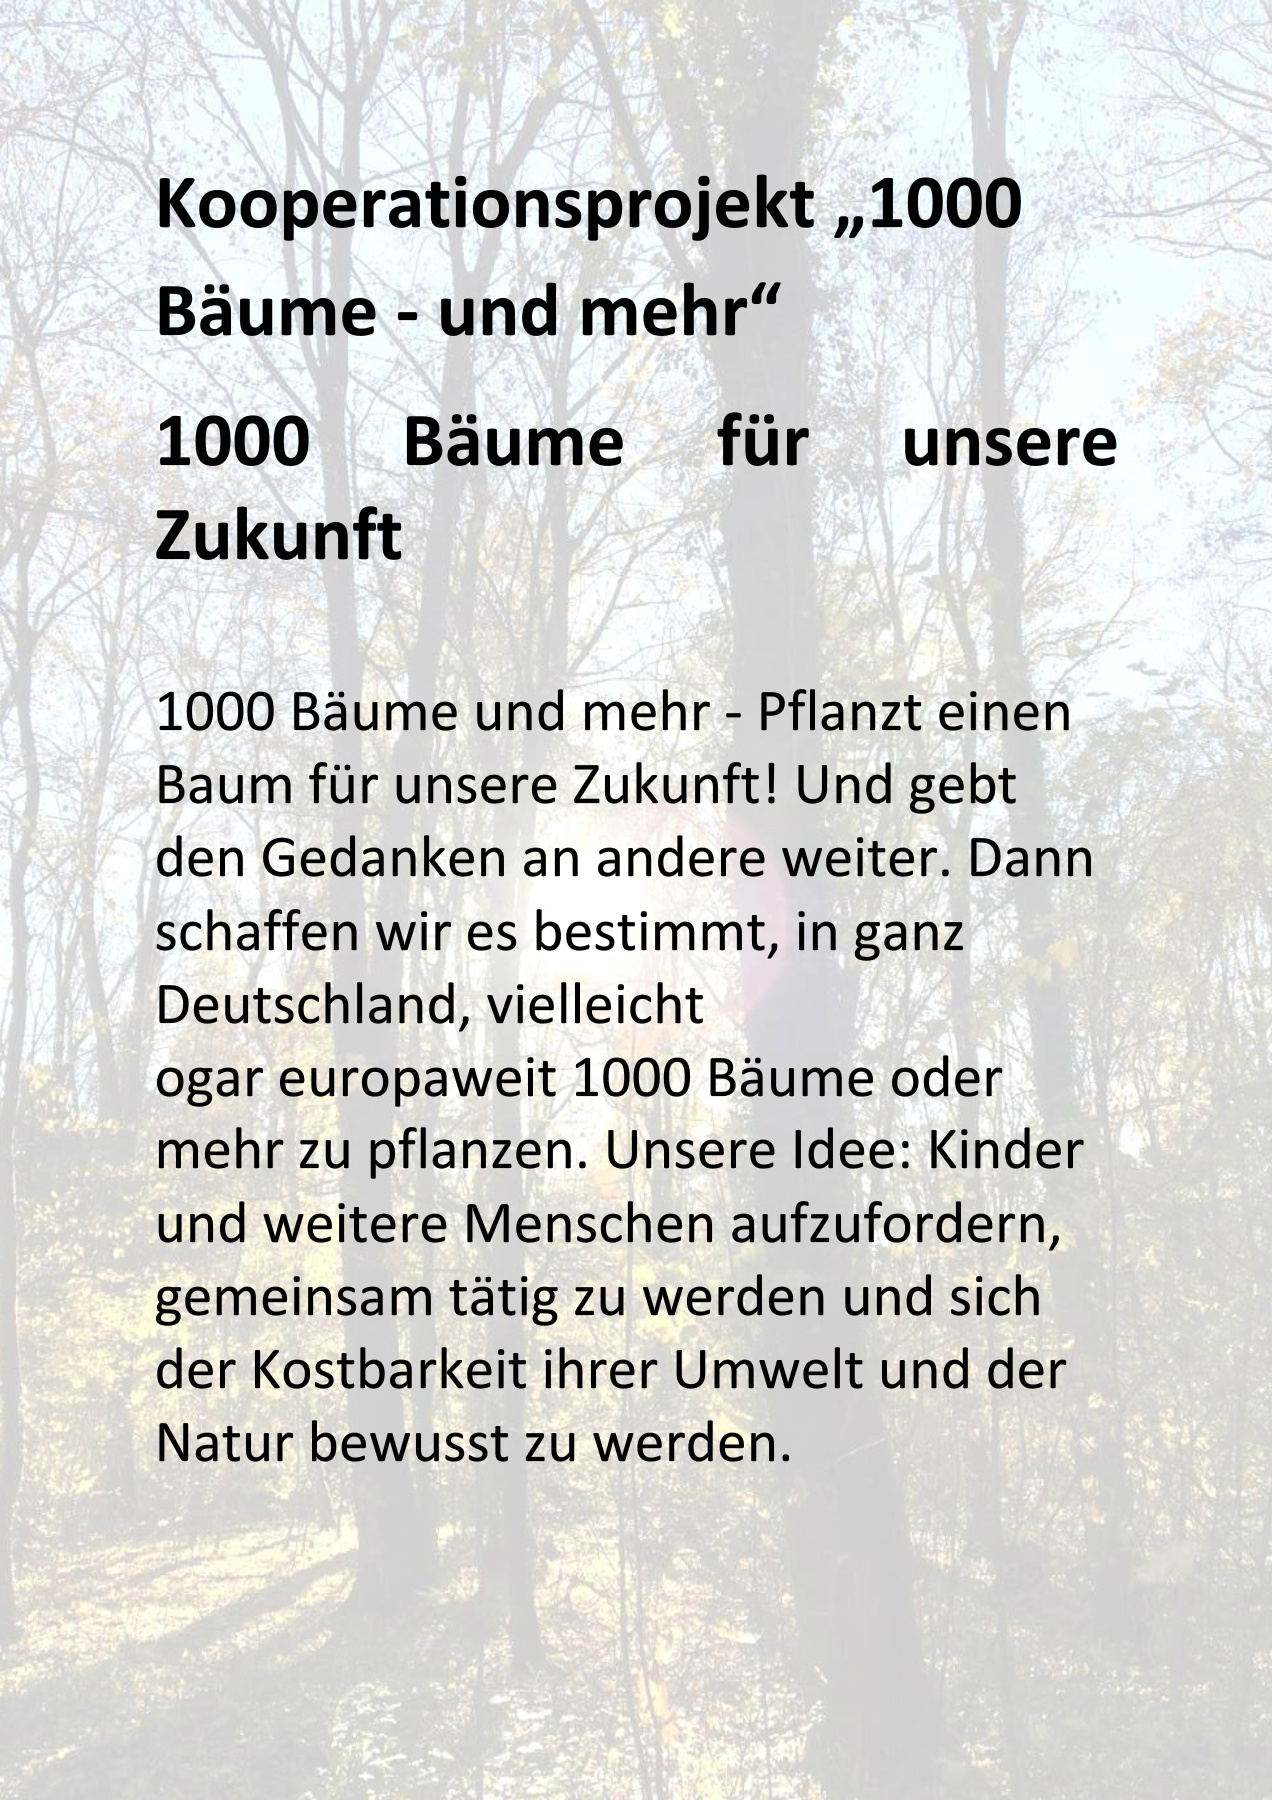 Kooperationsprojekt „1000
Bäume - und mehr“
1000 Bäume für unsere
Zukunft
1000 Bäume und mehr - Pflanzt einen
Baum für unsere Zukunft! Und gebt
den Gedanken an andere weiter. Dann
schaffen wir es bestimmt, in ganz
Deutschland, vielleicht
ogar europaweit 1000 Bäume oder
mehr zu pflanzen. Unsere Idee: Kinder
und weitere Menschen aufzufordern,
gemeinsam tätig zu werden und sich
der Kostbarkeit ihrer Umwelt und der
Natur bewusst zu werden.